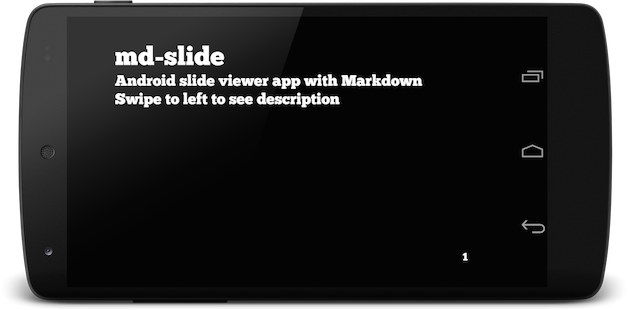 md-slide
Android slide viewer app with Markdown
Swipe to left to see description
1